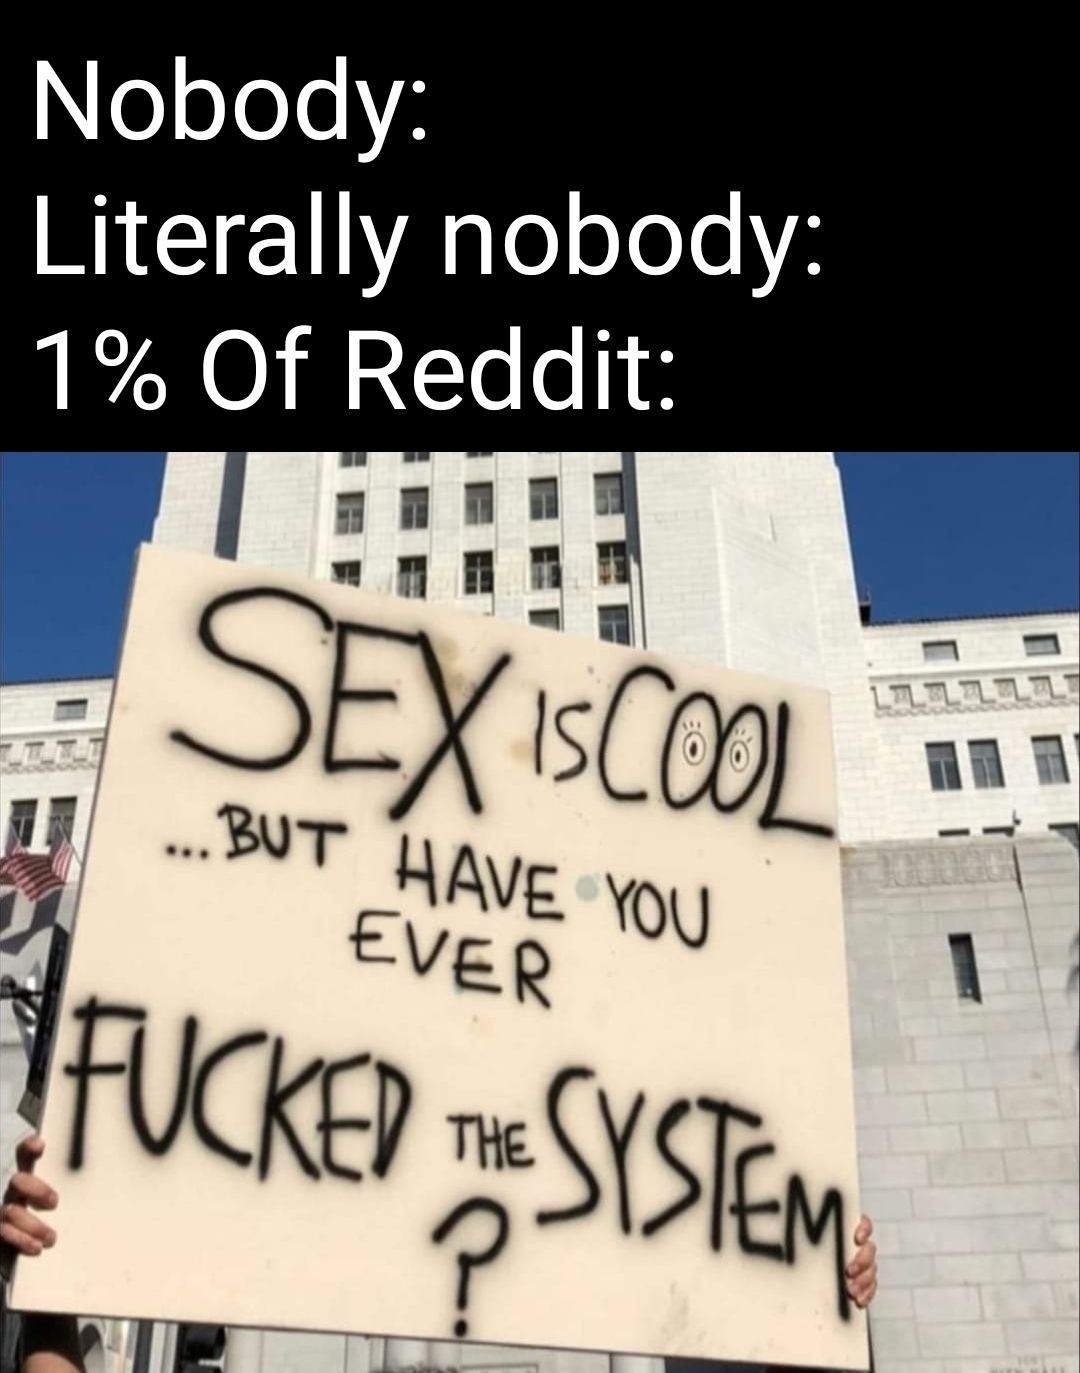 Nobody:
Literally nobody:
1% Of Reddit:
SEX IS COOL
...BUT HAVE YOU
EVER
FUCKED THE SYSTEM
?